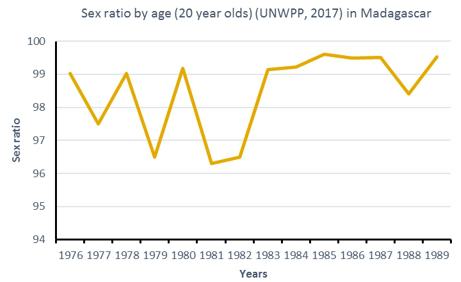 Sex ratio by age (20 year olds) (UNWPP, 2017) in Madagascar
100
99
98
97
96
95
94
Sex ratio
1976 1977 1978 1979 1980 1981 1982 1983 1984 1985 1986 1987 1988 1989
Years